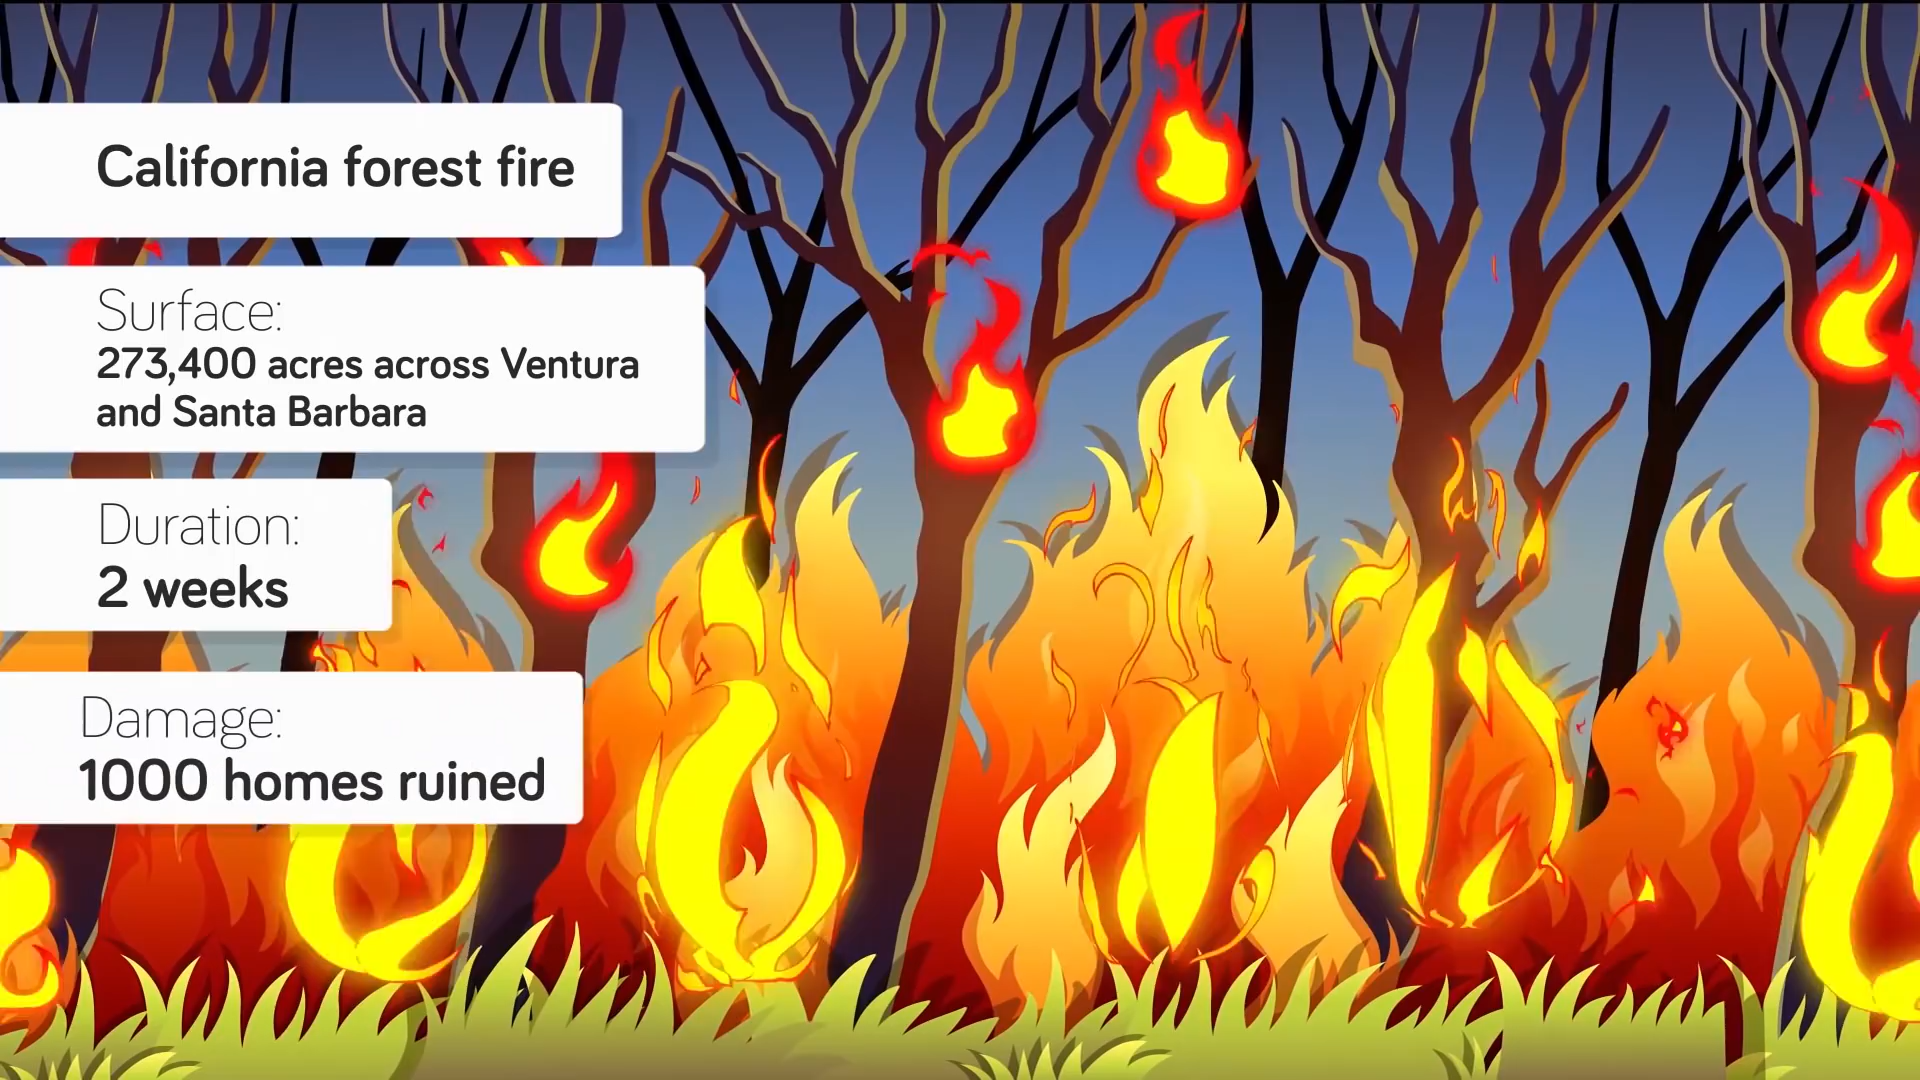 California forest fire
Surface:
273,400 acres across Ventura
and Santa Barbara
Duration:
2 weeks
Damage:
1000 homes ruined